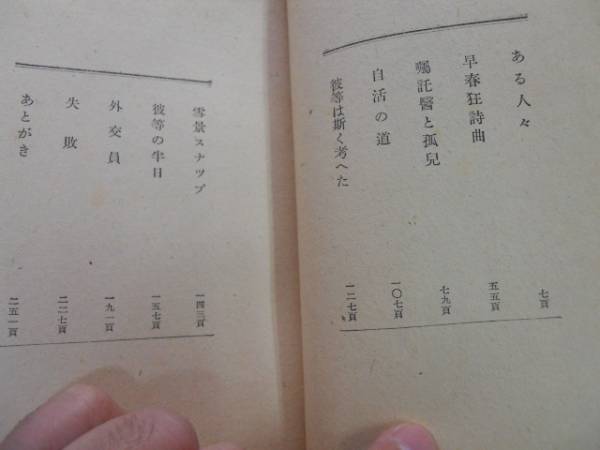 ある人々 七頁
早春狂詩曲 五五頁
嘱託醫と孤兒 七九頁
自活の道 一〇七頁
彼等は斯く考へた 一二七頁
雪景スナツプ 一四三頁
彼等の半日 一五七頁
外交員 一九一頁
失敗 二二七頁
あとがき 二五一頁